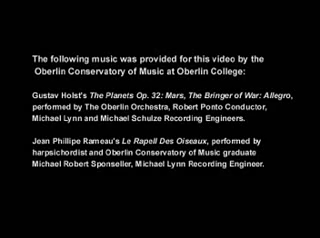 The following music was provided for this video by the
Oberlin Conservatory of Music at Oberlin College:
Gustav Holst's The Planets Op. 32: Mars, The Bringer of War: Allegro,
performed by The Oberlin Orchestra, Robert Ponto Conductor,
Michael Lynn and Michael Schulze Recording Engineers.
Jean Phillipe Rameau's Le Rapell Des Oiseaux, performed by
harpsichordist and Oberlin Conservatory of Music graduate
Michael Robert Sponseller, Michael Lynn Recording Engineer.